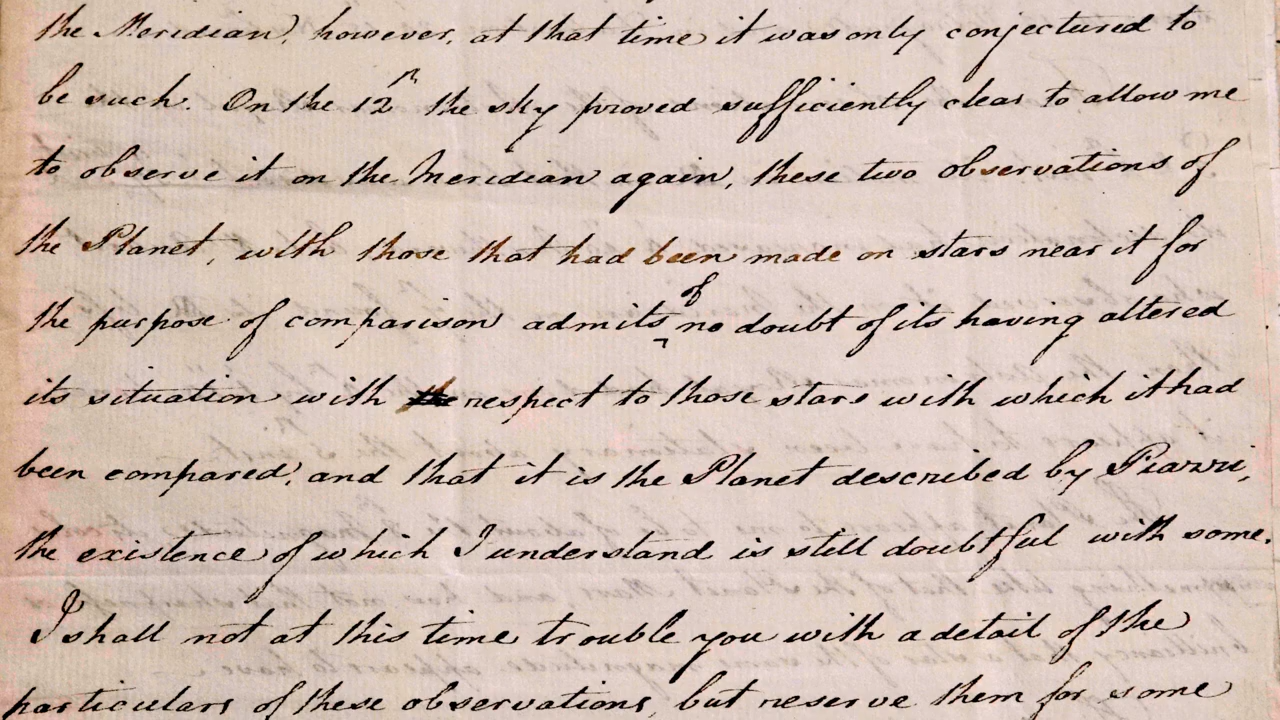 the Meridian, however, at that time it was only conjectured to
be such. On the 12th the sky proved sufficiently clear to allow me
to observe it on the Meridian again, these two observations of
the Planet, with those that had been made on stars near it for
the purpose of comparison admits of no doubt of its having altered
its situation with respect to those stars with which it had
been compared, and that it is the Planet described by Piazzi,
the existence of which I understand is still doubtful with some.
I shall not at this time trouble you with a detail of the
particulars of these observations, but reserve them for some